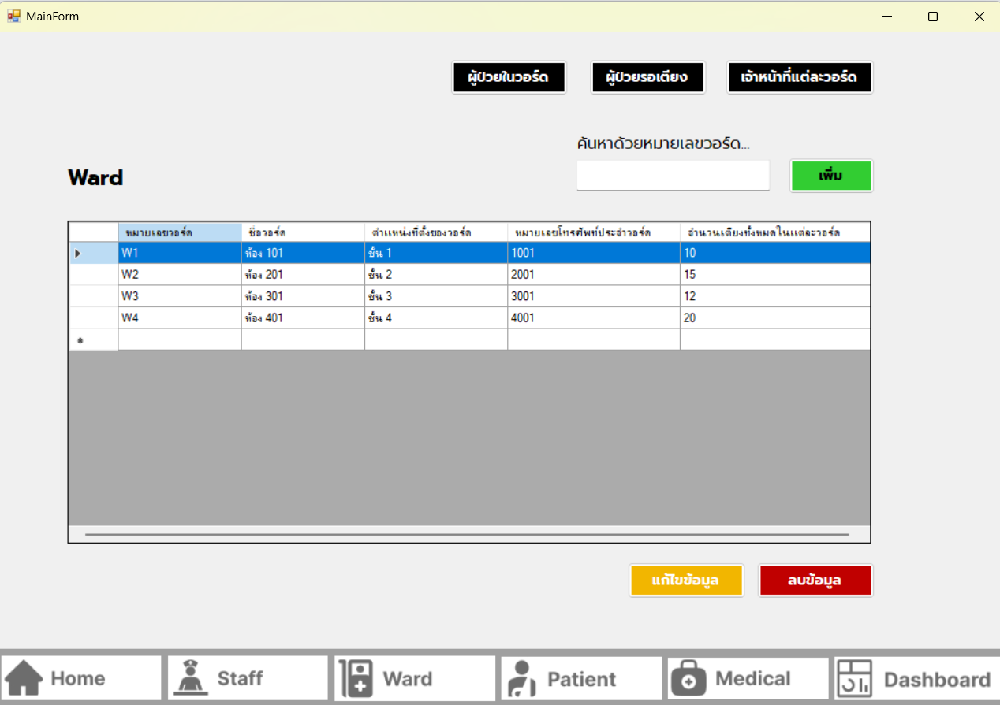 MainForm
ผู้ป่วยในวอร์ด ผู้ป่วยรอเตียง เจ้าหน้าที่แต่ละวอร์ด
ค้นหาด้วยหมายเลขวอร์ด...
Ward เพิ่ม
หมายเลขวอร์ด ชื่อวอร์ด ตำแหน่งที่ตั้งของวอร์ด หมายเลขโทรศัพท์ประจำวอร์ด จำนวนเตียงทั้งหมดในแต่ละวอร์ด
W1 ห้อง 101 ชั้น 1 1001 10
W2 ห้อง 201 ชั้น 2 2001 15
W3 ห้อง 301 ชั้น 3 3001 12
W4 ห้อง 401 ชั้น 4 4001 20
แก้ไขข้อมูล ลบข้อมูล
Home Staff Ward Patient Medical Dashboard